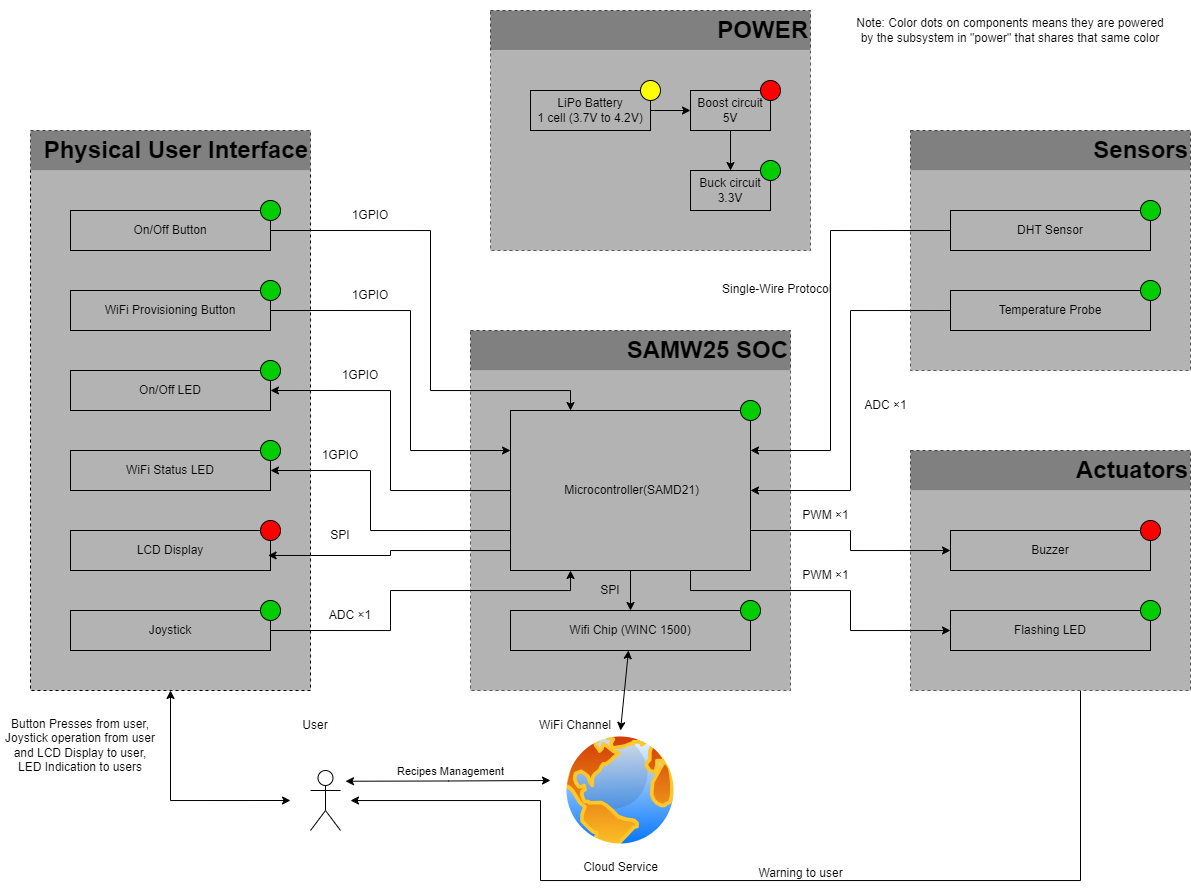 POWER
Note: Color dots on components means they are powered
by the subsystem in "power" that shares that same color
LiPo Battery
1 cell (3.7V to 4.2V)
Boost circuit
5V
Buck circuit
3.3V
Physical User Interface
On/Off Button
1GPIO
WiFi Provisioning Button
1GPIO
On/Off LED
1GPIO
WiFi Status LED
1GPIO
LCD Display
SPI
Joystick
ADC ×1
SAMW25 SOC
Microcontroller(SAMD21)
SPI
Wifi Chip (WINC 1500)
Sensors
DHT Sensor
Single-Wire Protocol
Temperature Probe
ADC ×1
Actuators
PWM ×1
Buzzer
PWM ×1
Flashing LED
Button Presses from user,
Joystick operation from user
and LCD Display to user,
LED Indication to users
User
WiFi Channel
Recipes Management
Cloud Service
Warning to user